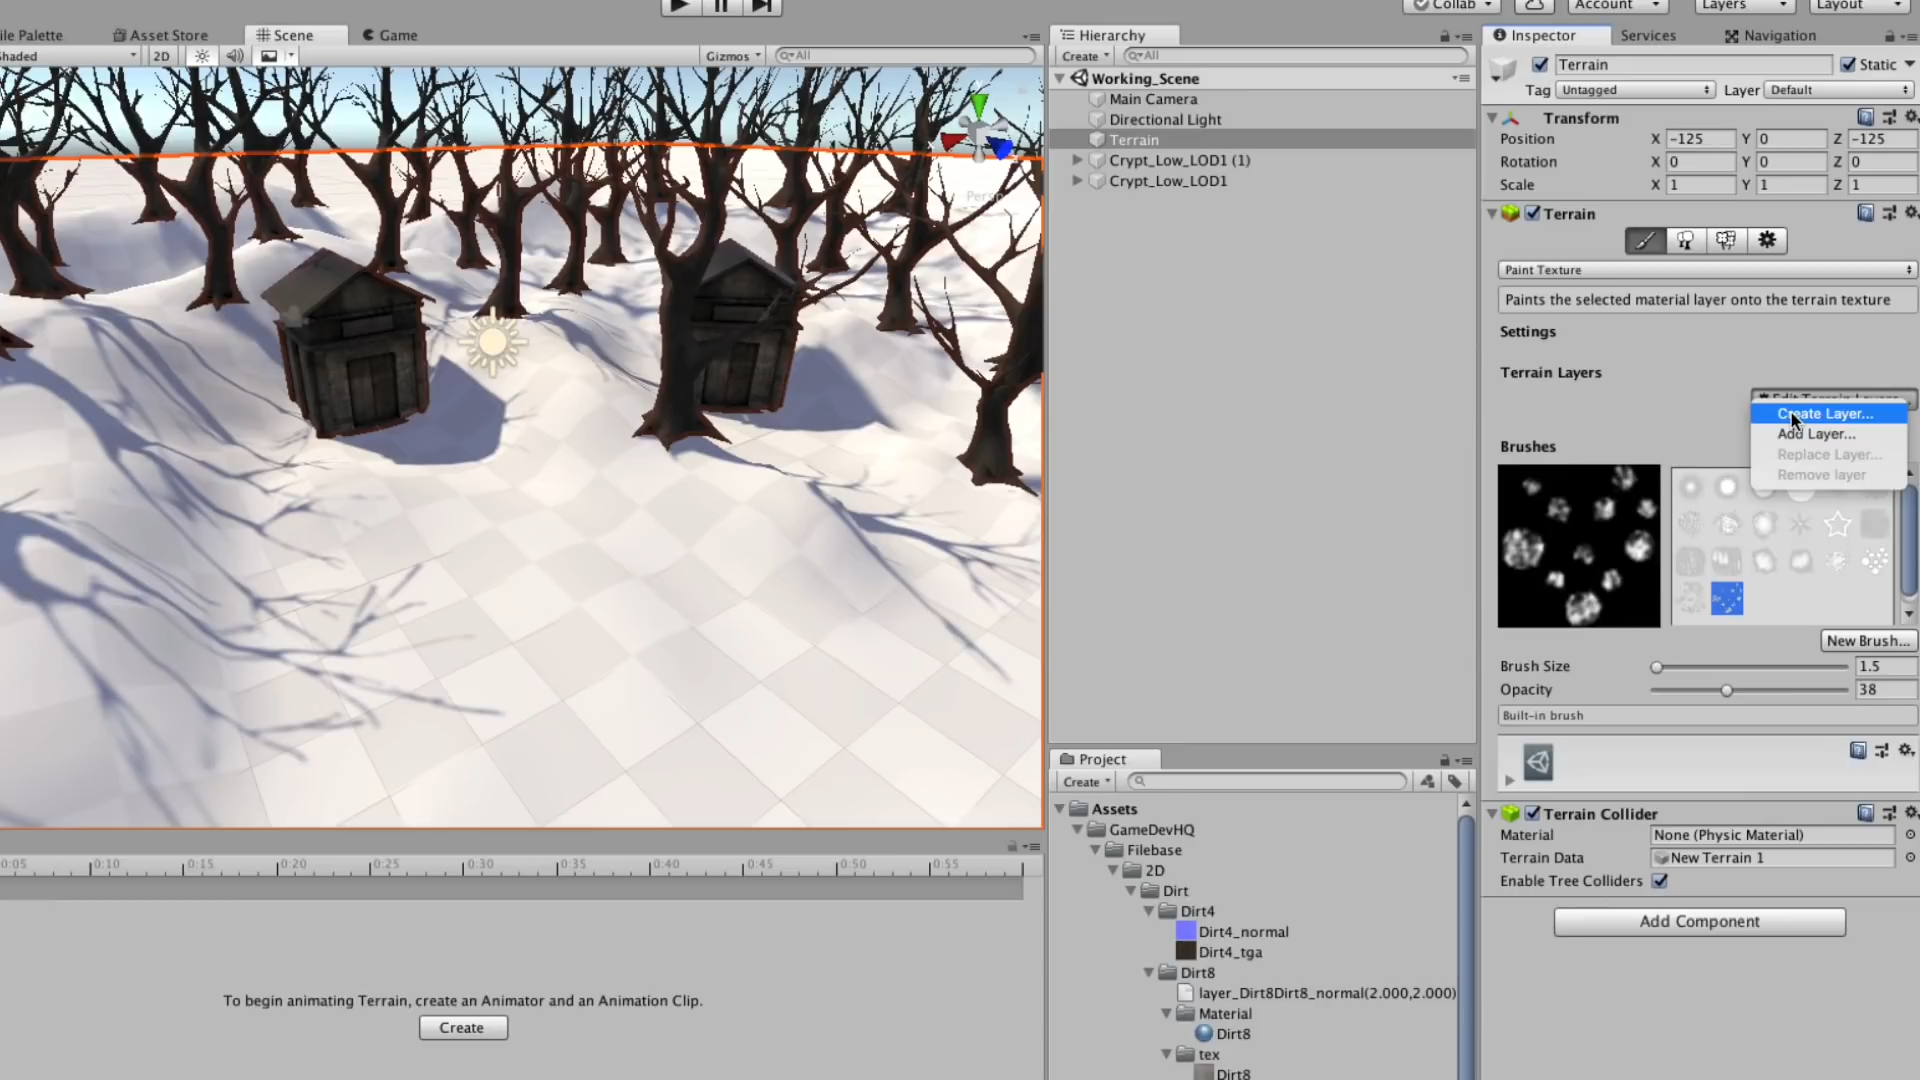 Collab
Account
Layers
Layout
ile Palette
Asset Store
Scene
Game
Hierarchy
Inspector
Services
Navigation
Shaded
2D
Gizmos
All
Create
All
Terrain
Static
Working_Scene
Main Camera
Directional Light
Terrain
Crypt_Low_LOD1 (1)
Crypt_Low_LOD1
Tag
Untagged
Layer
Default
Transform
Position
X
-125
Y
0
Z
-125
Rotation
X
0
Y
0
Z
0
Scale
X
1
Y
1
Z
1
Terrain
Paint Texture
Paints the selected material layer onto the terrain texture
Settings
Terrain Layers
Edit Terrain Layers...
Create Layer...
Add Layer...
Replace Layer...
Remove layer
Brushes
New Brush...
Brush Size
1.5
Opacity
38
Built-in brush
Terrain Collider
Material
None (Physic Material)
Terrain Data
New Terrain 1
Enable Tree Colliders
Add Component
Project
Create
Assets
GameDevHQ
Filebase
2D
Dirt
Dirt4
Dirt4_normal
Dirt4_tga
Dirt8
layer_Dirt8Dirt8_normal(2.000,2.000)
Material
Dirt8
tex
Dirt8
0:05
0:10
0:15
0:20
0:25
0:30
0:35
0:40
0:45
0:50
0:55
To begin animating Terrain, create an Animator and an Animation Clip.
Create